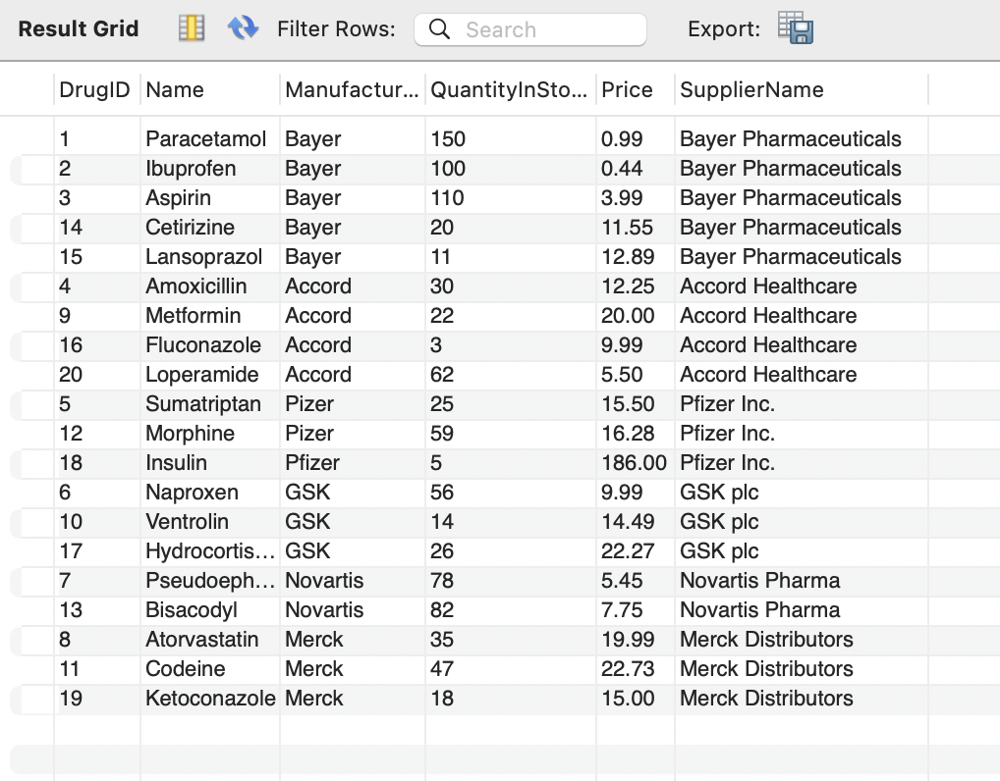 Result Grid Filter Rows: Search Export:
DrugID Name Manufactur... QuantityInSto... Price SupplierName
1 Paracetamol Bayer 150 0.99 Bayer Pharmaceuticals
2 Ibuprofen Bayer 100 0.44 Bayer Pharmaceuticals
3 Aspirin Bayer 110 3.99 Bayer Pharmaceuticals
14 Cetirizine Bayer 20 11.55 Bayer Pharmaceuticals
15 Lansoprazol Bayer 11 12.89 Bayer Pharmaceuticals
4 Amoxicillin Accord 30 12.25 Accord Healthcare
9 Metformin Accord 22 20.00 Accord Healthcare
16 Fluconazole Accord 3 9.99 Accord Healthcare
20 Loperamide Accord 62 5.50 Accord Healthcare
5 Sumatriptan Pizer 25 15.50 Pfizer Inc.
12 Morphine Pizer 59 16.28 Pfizer Inc.
18 Insulin Pfizer 5 186.00 Pfizer Inc.
6 Naproxen GSK 56 9.99 GSK plc
10 Ventrolin GSK 14 14.49 GSK plc
17 Hydrocortis... GSK 26 22.27 GSK plc
7 Pseudoeph... Novartis 78 5.45 Novartis Pharma
13 Bisacodyl Novartis 82 7.75 Novartis Pharma
8 Atorvastatin Merck 35 19.99 Merck Distributors
11 Codeine Merck 47 22.73 Merck Distributors
19 Ketoconazole Merck 18 15.00 Merck Distributors